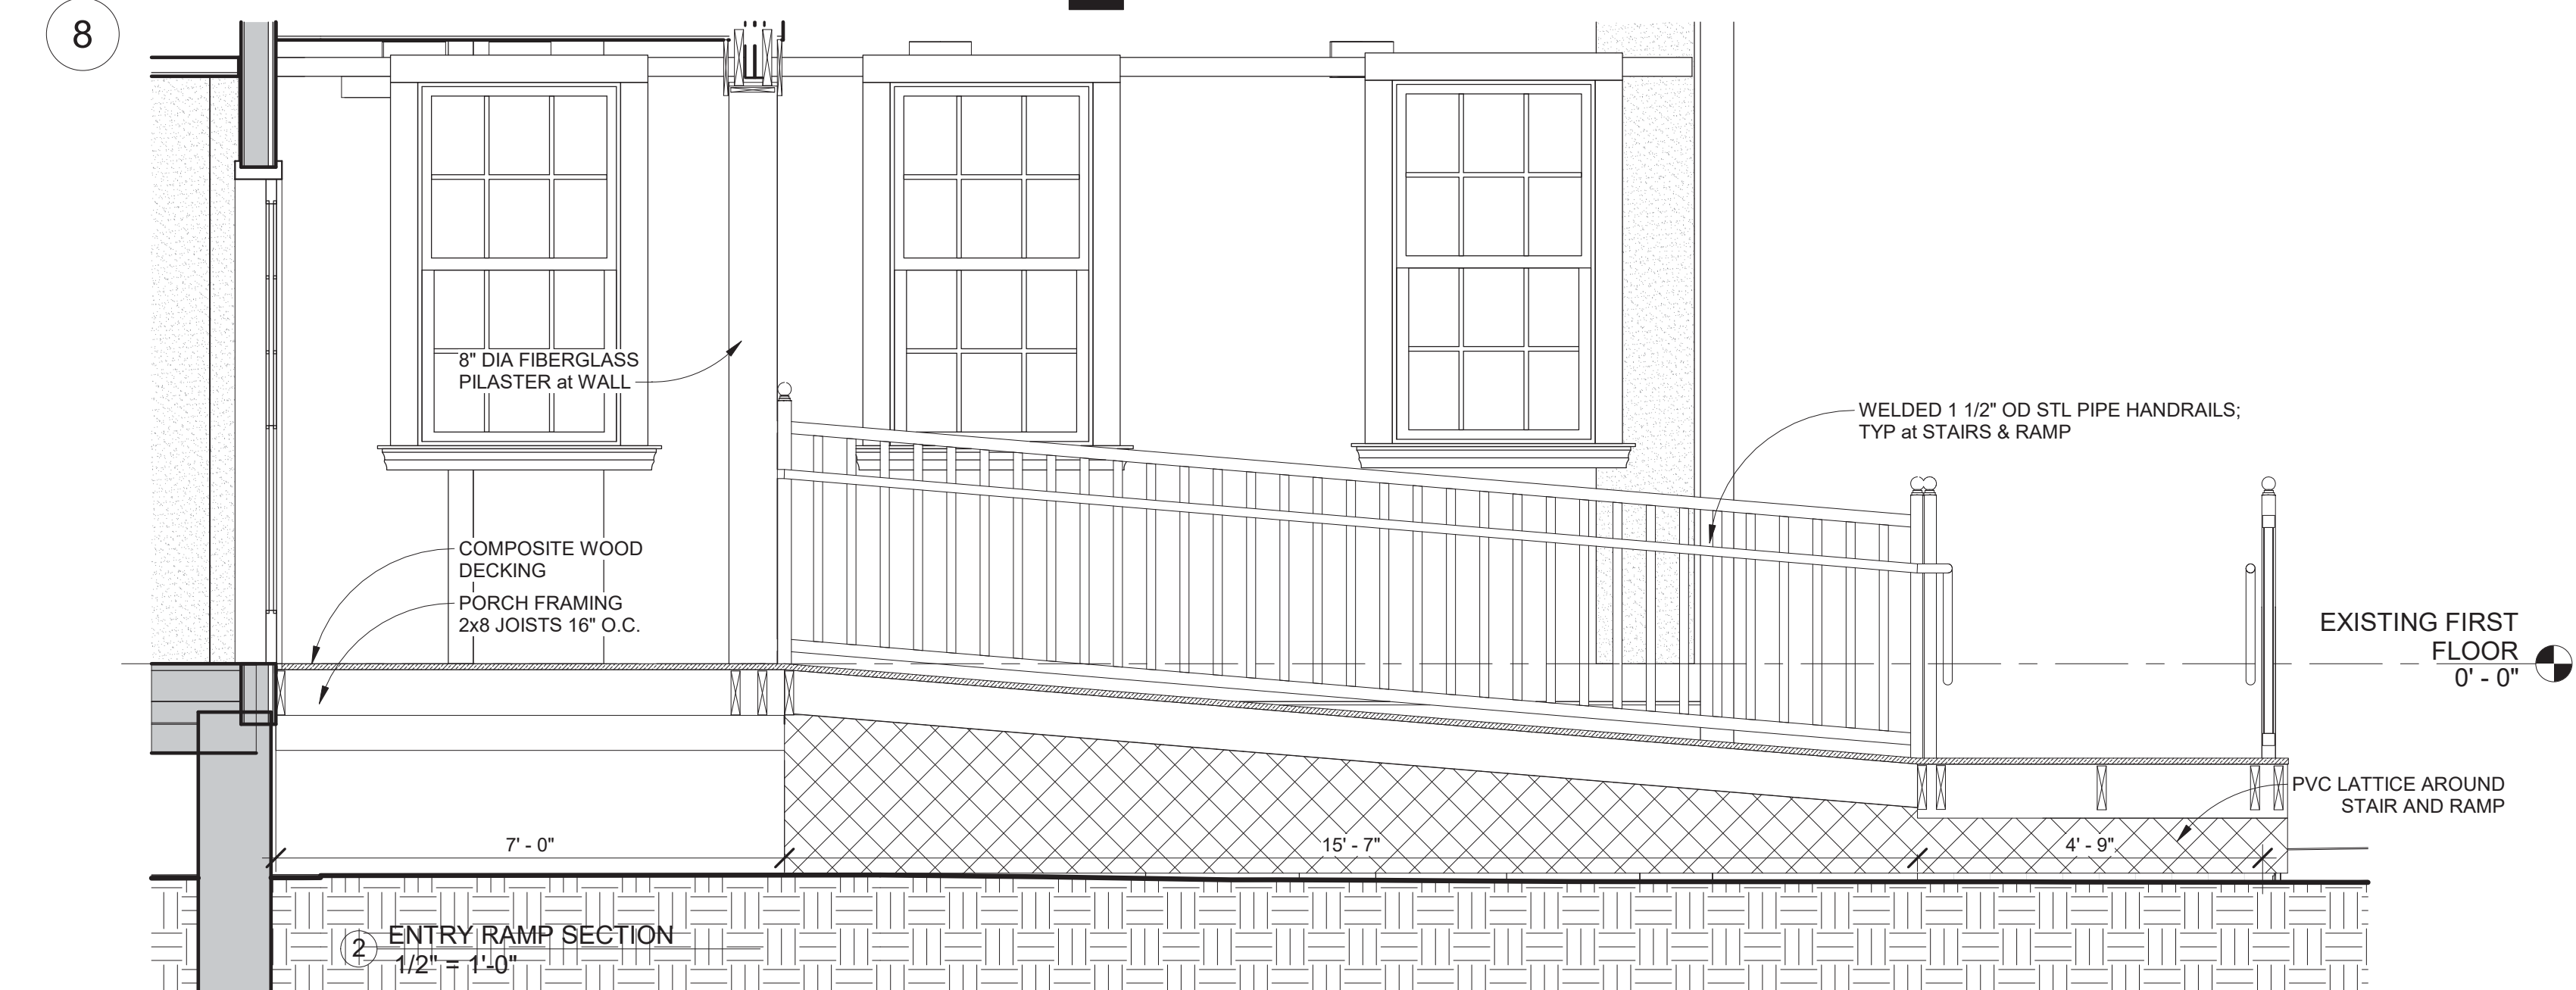 8
8" DIA FIBERGLASS
PILASTER at WALL
WELDED 1 1/2" OD STL PIPE HANDRAILS;
TYP at STAIRS & RAMP
COMPOSITE WOOD
DECKING
PORCH FRAMING
2x8 JOISTS 16" O.C.
EXISTING FIRST
FLOOR
0' - 0"
PVC LATTICE AROUND
STAIR AND RAMP
7' - 0"
15' - 7"
4' - 9"
2
ENTRY RAMP SECTION
1/2" = 1'-0"